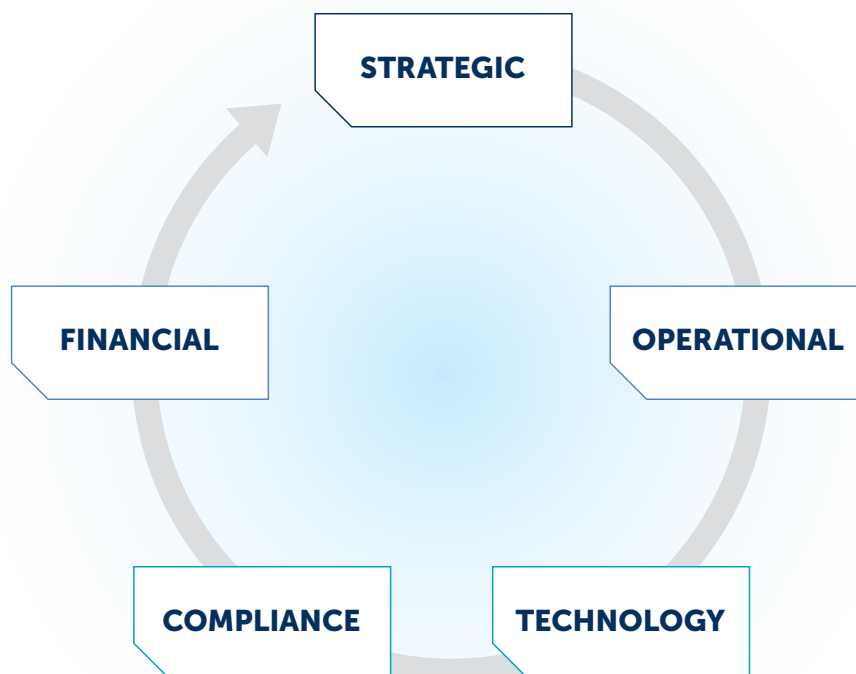 STRATEGIC
FINANCIAL
OPERATIONAL
COMPLIANCE
TECHNOLOGY